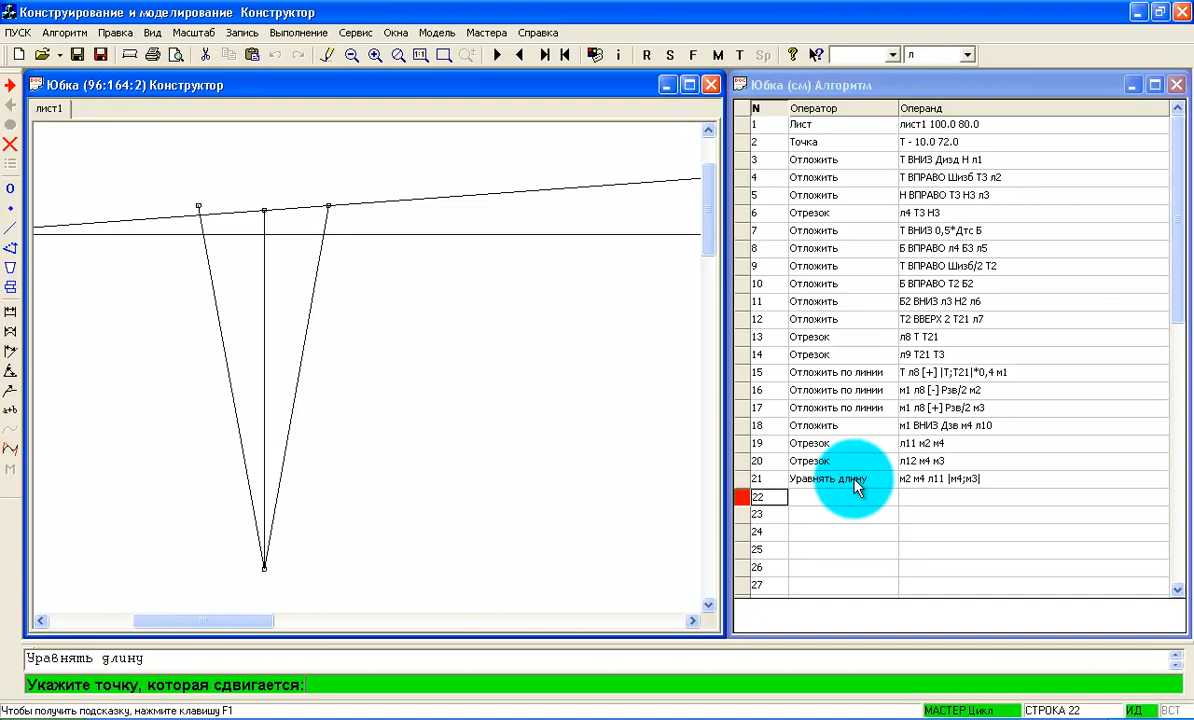 Конструирование и моделирование  Конструктор
ПУСК Алгоритм Правка Вид Масштаб Запись Выполнение Сервис Окна Модель Мастера Справка
R S F M T Sp л
Юбка (96:164:2) Конструктор
лист1
Юбка (см) Алгоритм
N Оператор Операнд
1 Лист лист1 100.0 80.0
2 Точка Т - 10.0 72.0
3 Отложить Т ВНИЗ Дизд Н л1
4 Отложить Т ВПРАВО Шизб Т3 л2
5 Отложить Н ВПРАВО Т3 Н3 л3
6 Отрезок л4 Т3 Н3
7 Отложить Т ВНИЗ 0,5*Дтс Б
8 Отложить Б ВПРАВО л4 Б3 л5
9 Отложить Т ВПРАВО Шизб/2 Т2
10 Отложить Б ВПРАВО Т2 Б2
11 Отложить Б2 ВНИЗ л3 Н2 л6
12 Отложить Т2 ВВЕРХ 2 Т21 л7
13 Отрезок л8 Т Т21
14 Отрезок л9 Т21 Т3
15 Отложить по линии Т л8 [+] |Т;Т21|*0,4 м1
16 Отложить по линии м1 л8 [-] Рзв/2 м2
17 Отложить по линии м1 л8 [+] Рзв/2 м3
18 Отложить м1 ВНИЗ Дзв м4 л10
19 Отрезок л11 м2 м4
20 Отрезок л12 м4 м3
21 Уравнять длину м2 м4 л11 |м4;м3|
22
23
24
25
26
27
a+b
M
Уравнять длину
Укажите точку, которая сдвигается:
Чтобы получить подсказку, нажмите клавишу F1 МАСТЕР Цикл СТРОКА 22 ИД ВСТ